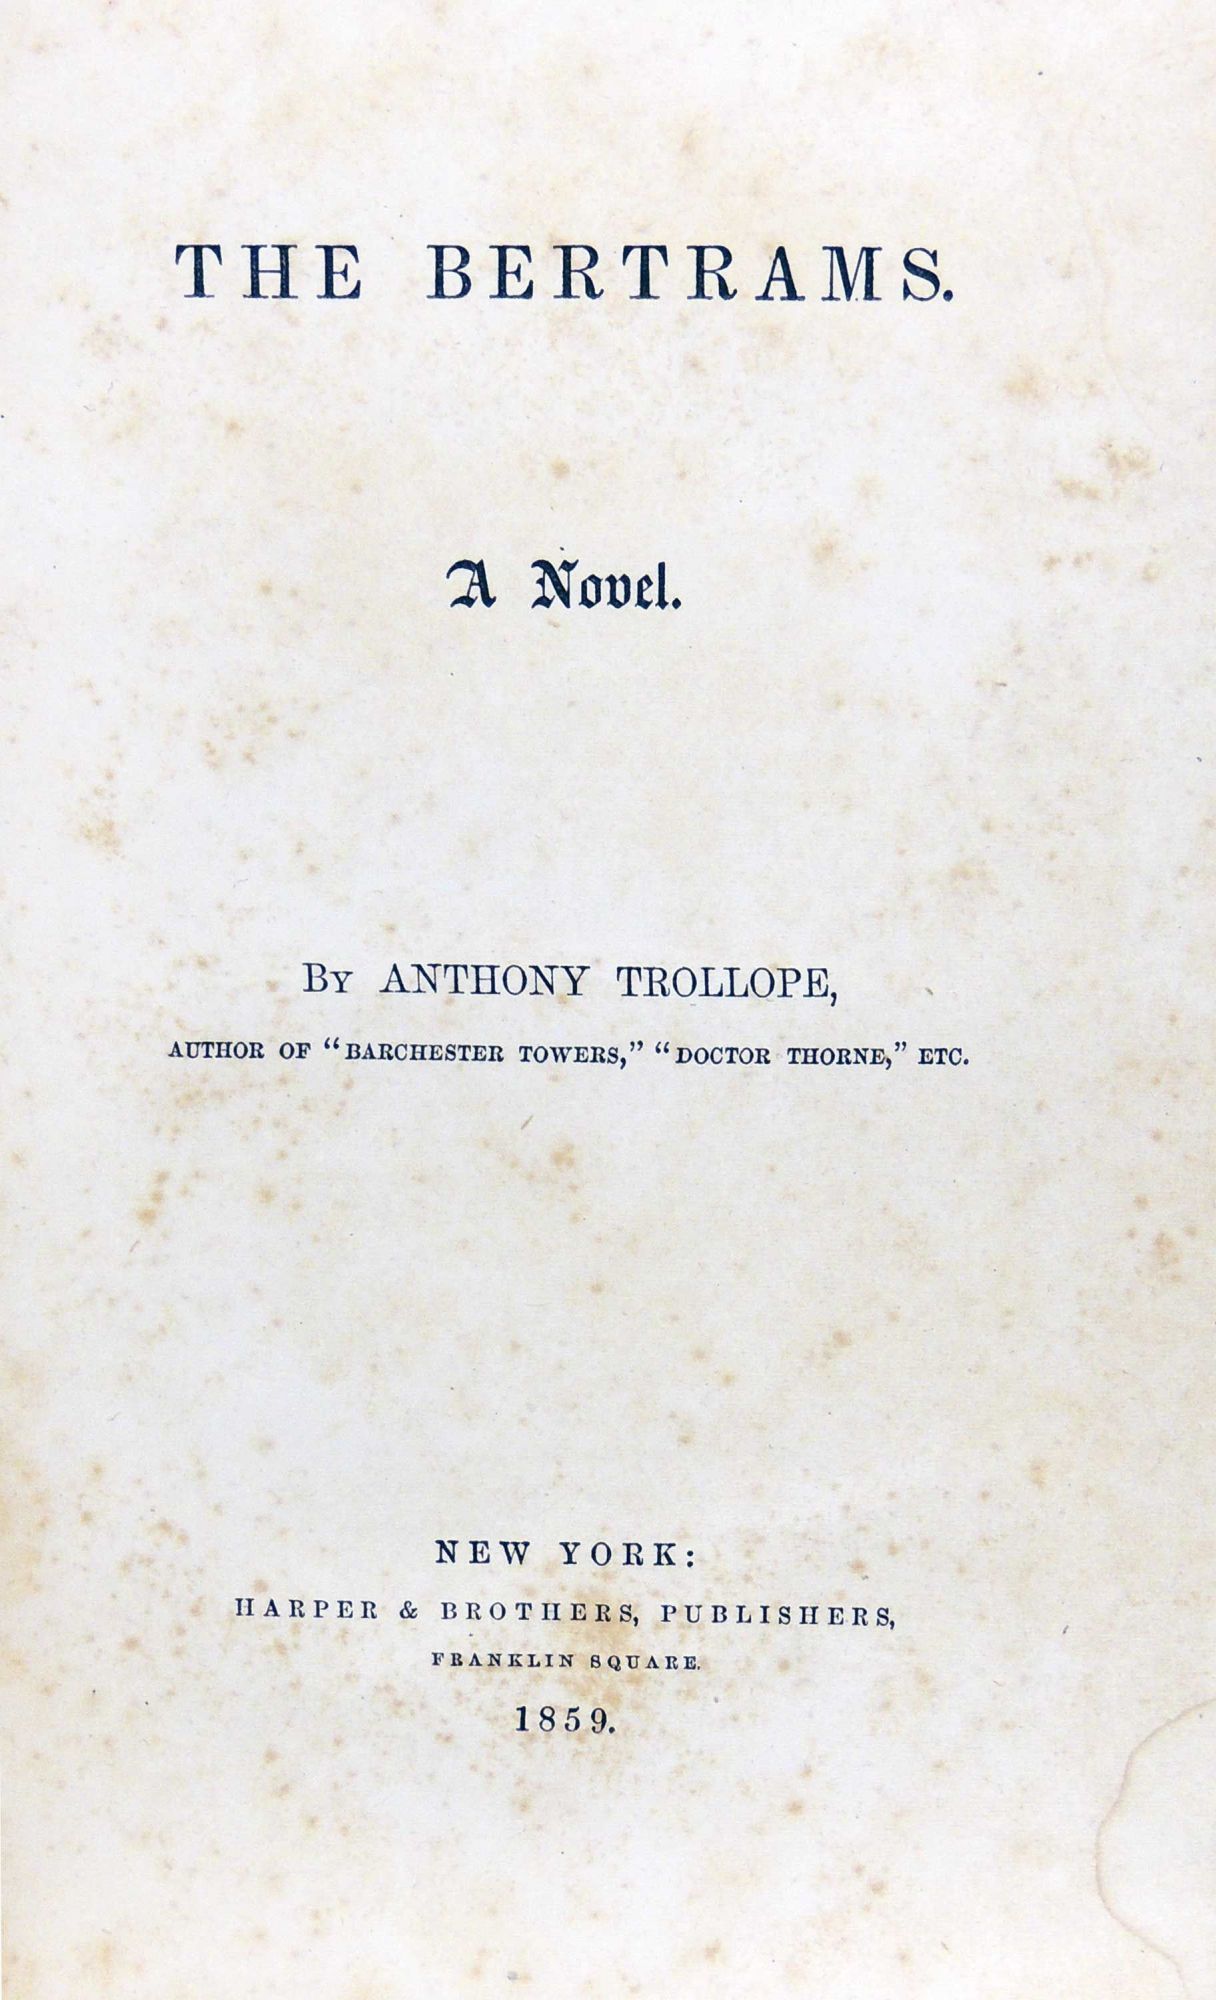 THE BERTRAMS.
A Novel.
BY ANTHONY TROLLOPE,
AUTHOR OF “BARCHESTER TOWERS,” “DOCTOR THORNE,” ETC.
NEW YORK:
HARPER & BROTHERS, PUBLISHERS,
FRANKLIN SQUARE.
1859.